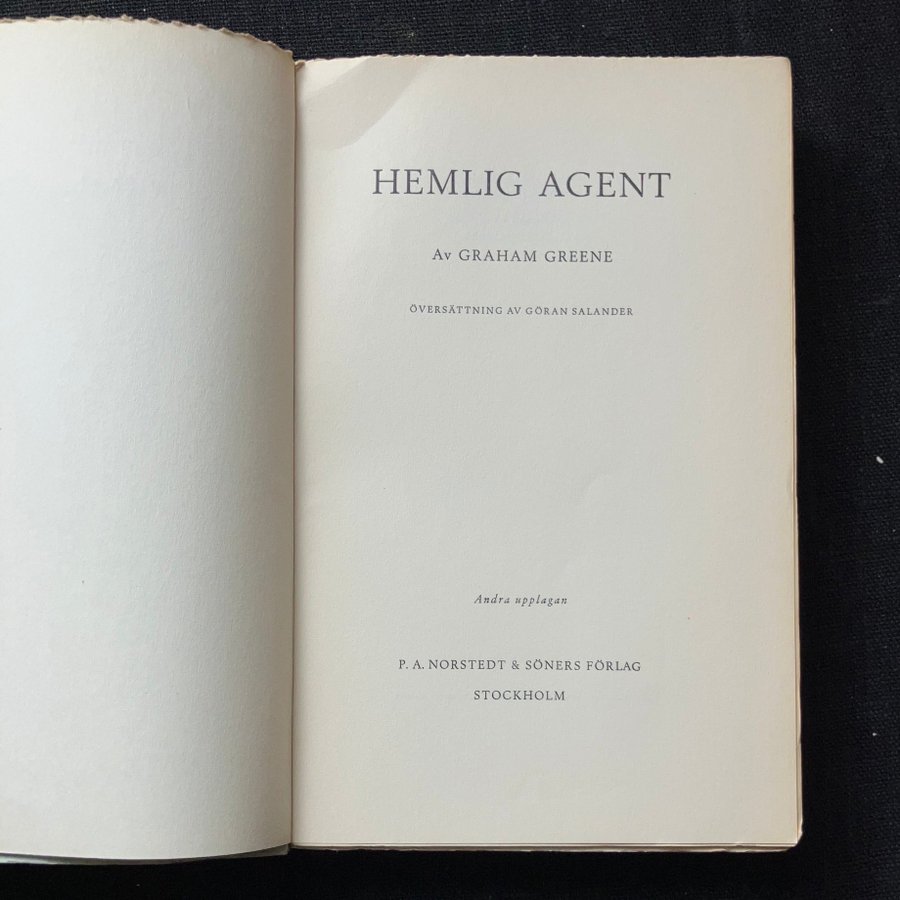 HEMLIG AGENT
Av GRAHAM GREENE
ÖVERSÄTTNING AV GÖRAN SALANDER
Andra upplagan
P. A. NORSTEDT & SÖNERS FÖRLAG
STOCKHOLM